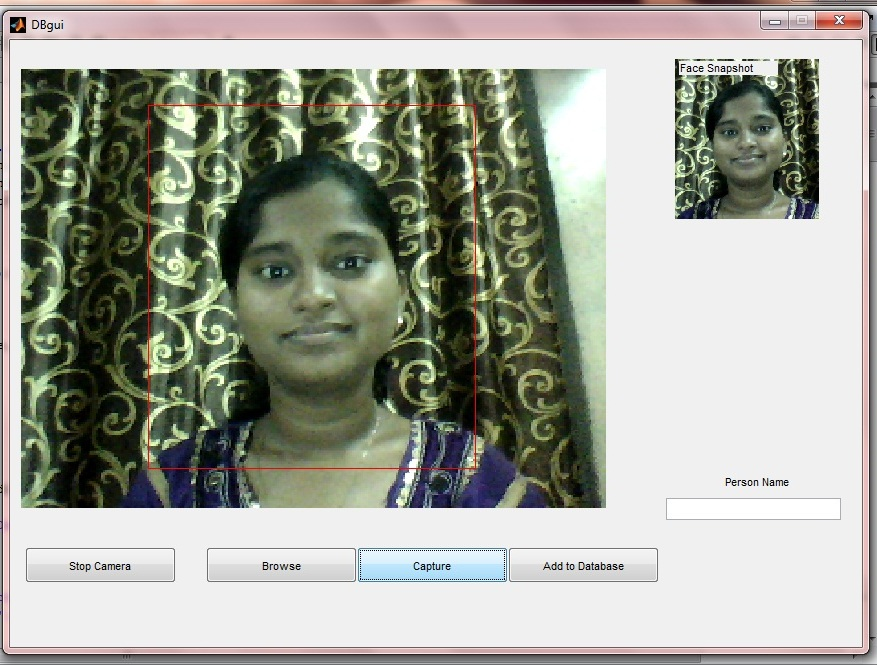 DBgui
Face Snapshot
Person Name
Stop Camera
Browse
Capture
Add to Database